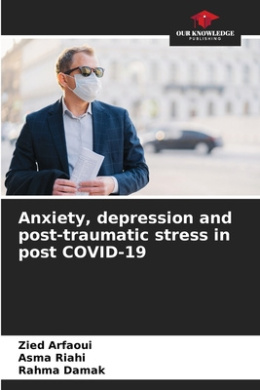 OUR KNOWLEDGE
PUBLISHING
Anxiety, depression and
post-traumatic stress in
post COVID-19
Zied Arfaoui
Asma Riahi
Rahma Damak